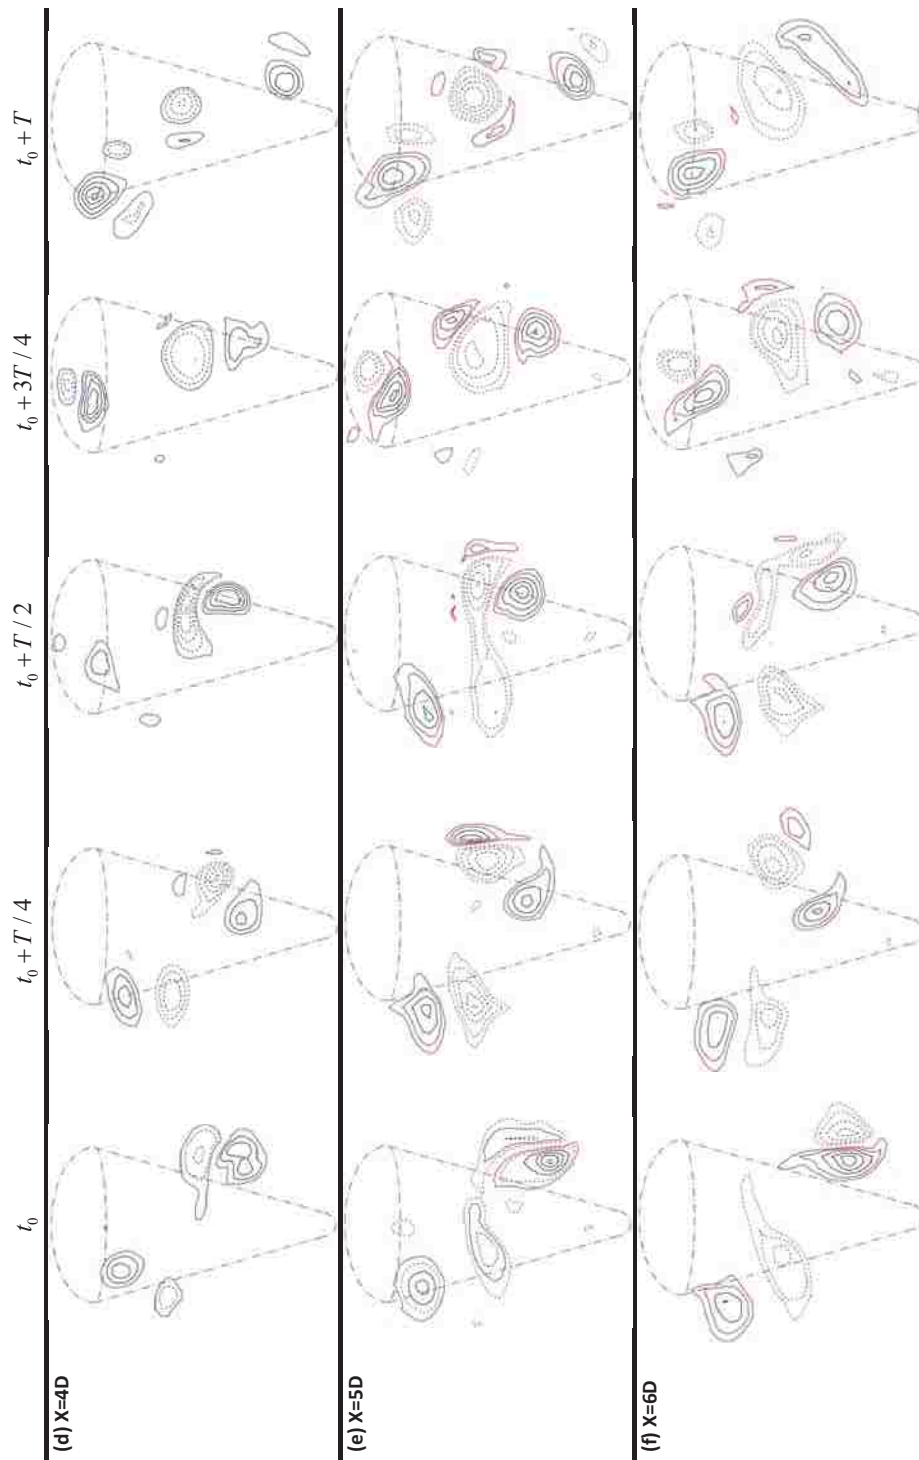 t₀
t₀ + T / 4
t₀ + T / 2
t₀ + 3T / 4
t₀ + T
(d) X=4D
(e) X=5D
(f) X=6D